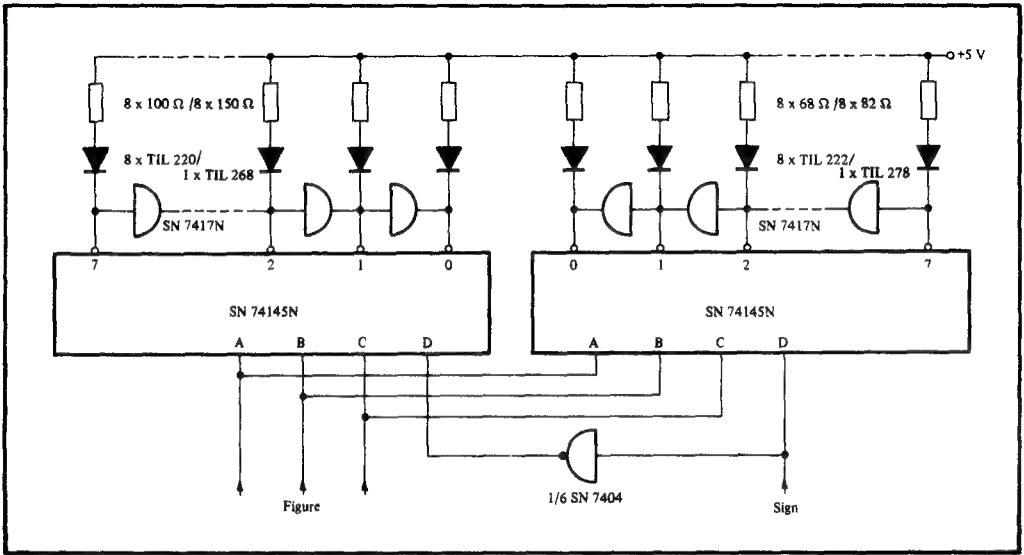 +5 V
8 x 100 Ω /8 x 150 Ω
8 x 68 Ω /8 x 82 Ω
8 x TIL 220/
1 x TIL 268
8 x TIL 222/
1 x TIL 278
SN 7417N
SN 7417N
7 2 1 0
0 1 2 7
SN 74145N
SN 74145N
A B C D
A B C D
1/6 SN 7404
Figure
Sign